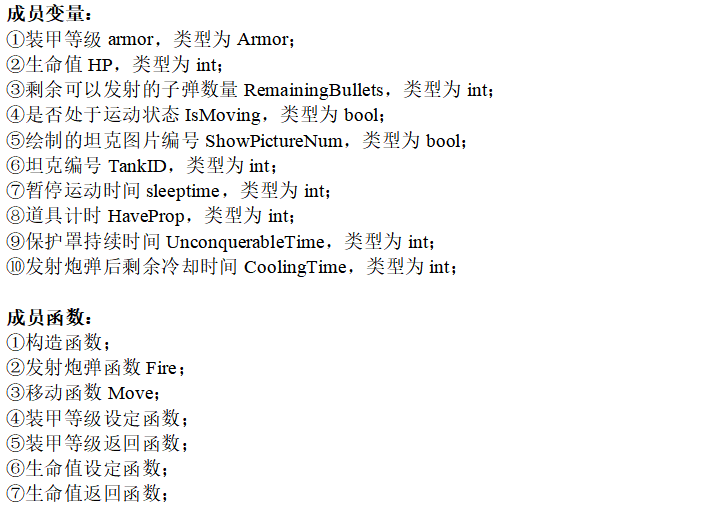 成员变量：
①装甲等级 armor，类型为 Armor；
②生命值 HP，类型为 int；
③剩余可以发射的子弹数量 RemainingBullets，类型为 int；
④是否处于运动状态 IsMoving，类型为 bool；
⑤绘制的坦克图片编号 ShowPictureNum，类型为 bool；
⑥坦克编号 TankID，类型为 int；
⑦暂停运动时间 sleeptime，类型为 int；
⑧道具计时 HaveProp，类型为 int；
⑨保护罩持续时间 UnconquerableTime，类型为 int；
⑩发射炮弹后剩余冷却时间 CoolingTime，类型为 int；
成员函数：
①构造函数；
②发射炮弹函数 Fire；
③移动函数 Move；
④装甲等级设定函数；
⑤装甲等级返回函数；
⑥生命值设定函数；
⑦生命值返回函数；